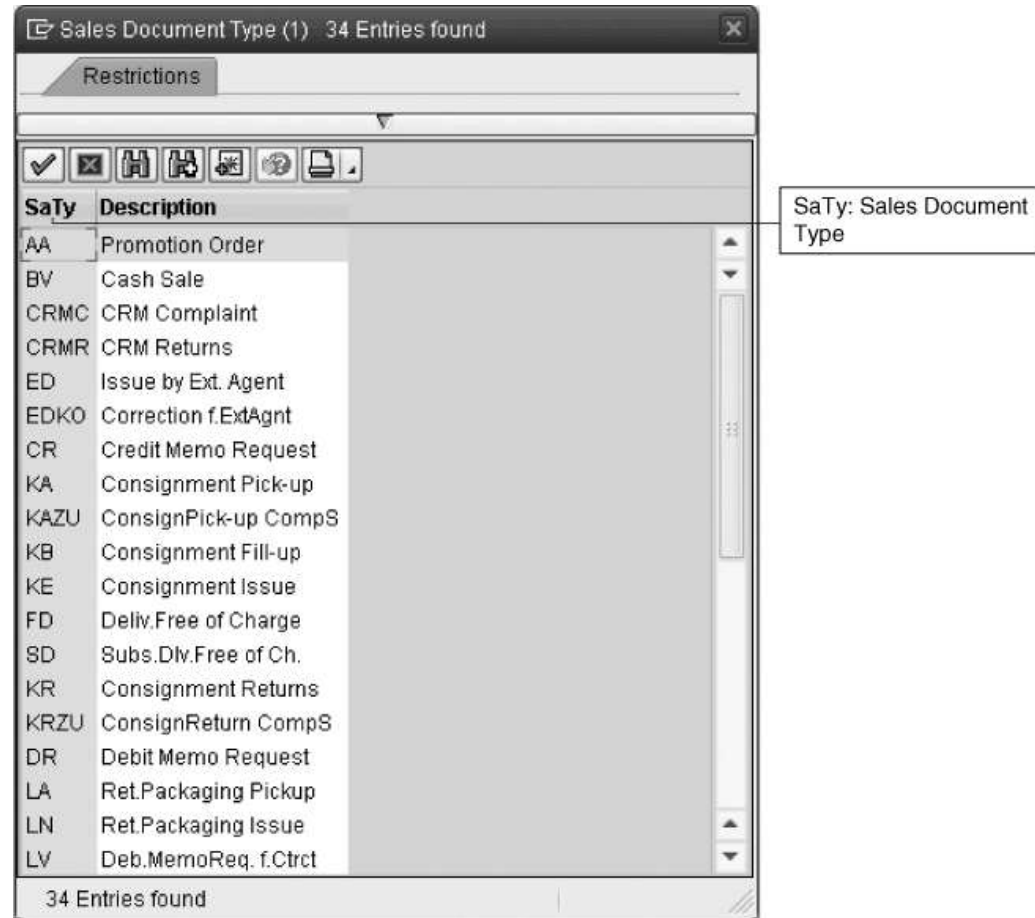 Sales Document Type (1) 34 Entries found
Restrictions
SaTy Description
SaTy: Sales Document
Type
AA Promotion Order
BV Cash Sale
CRMC CRM Complaint
CRMR CRM Returns
ED Issue by Ext. Agent
EDKO Correction f.ExtAgnt
CR Credit Memo Request
KA Consignment Pick-up
KAZU ConsignPick-up CompS
KB Consignment Fill-up
KE Consignment Issue
FD Deliv.Free of Charge
SD Subs.Dlv.Free of Ch.
KR Consignment Returns
KRZU ConsignReturn CompS
DR Debit Memo Request
LA Ret.Packaging Pickup
LN Ret.Packaging Issue
LV Deb.MemoReq. f.Ctrct
34 Entries found